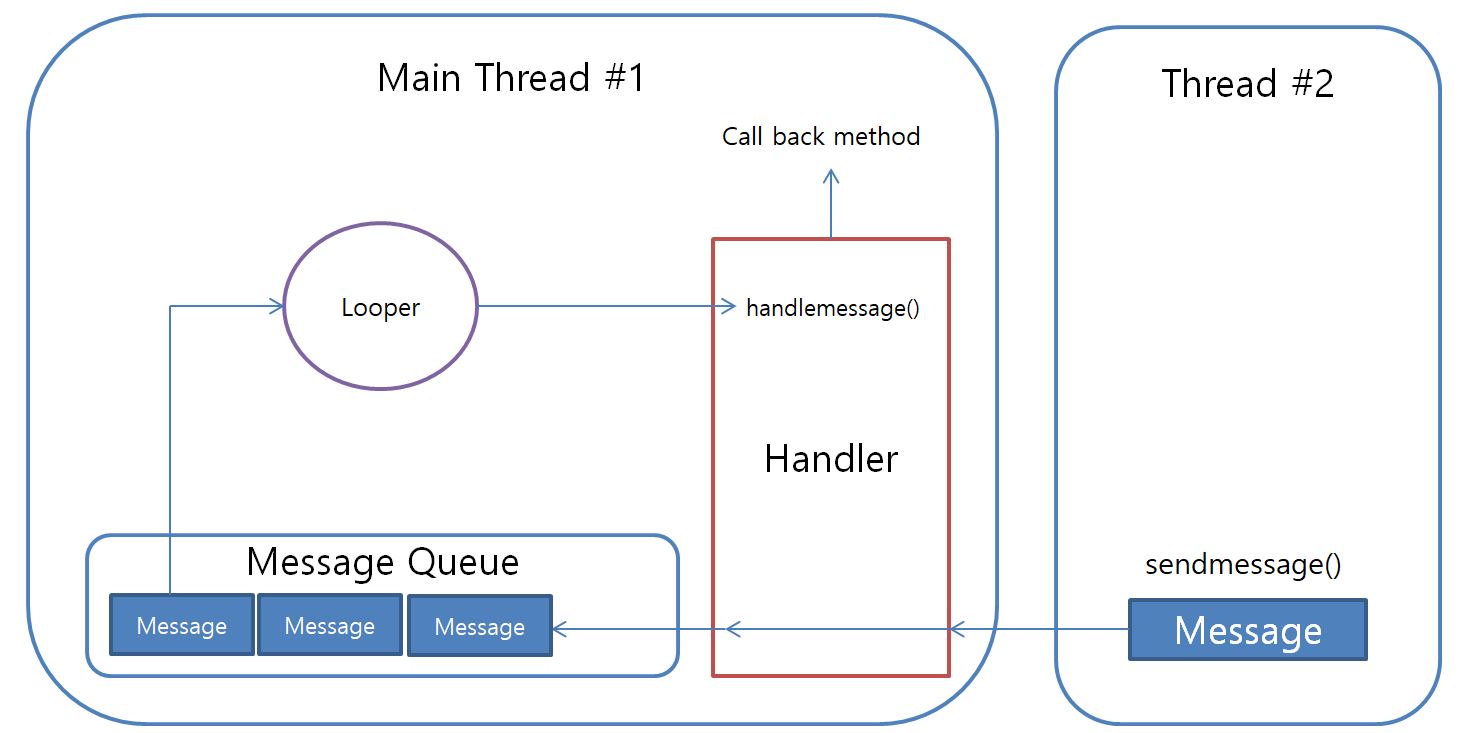 Main Thread #1
Thread #2
Call back method
Looper
handlemessage()
Handler
Message Queue
Message
Message
Message
sendmessage()
Message